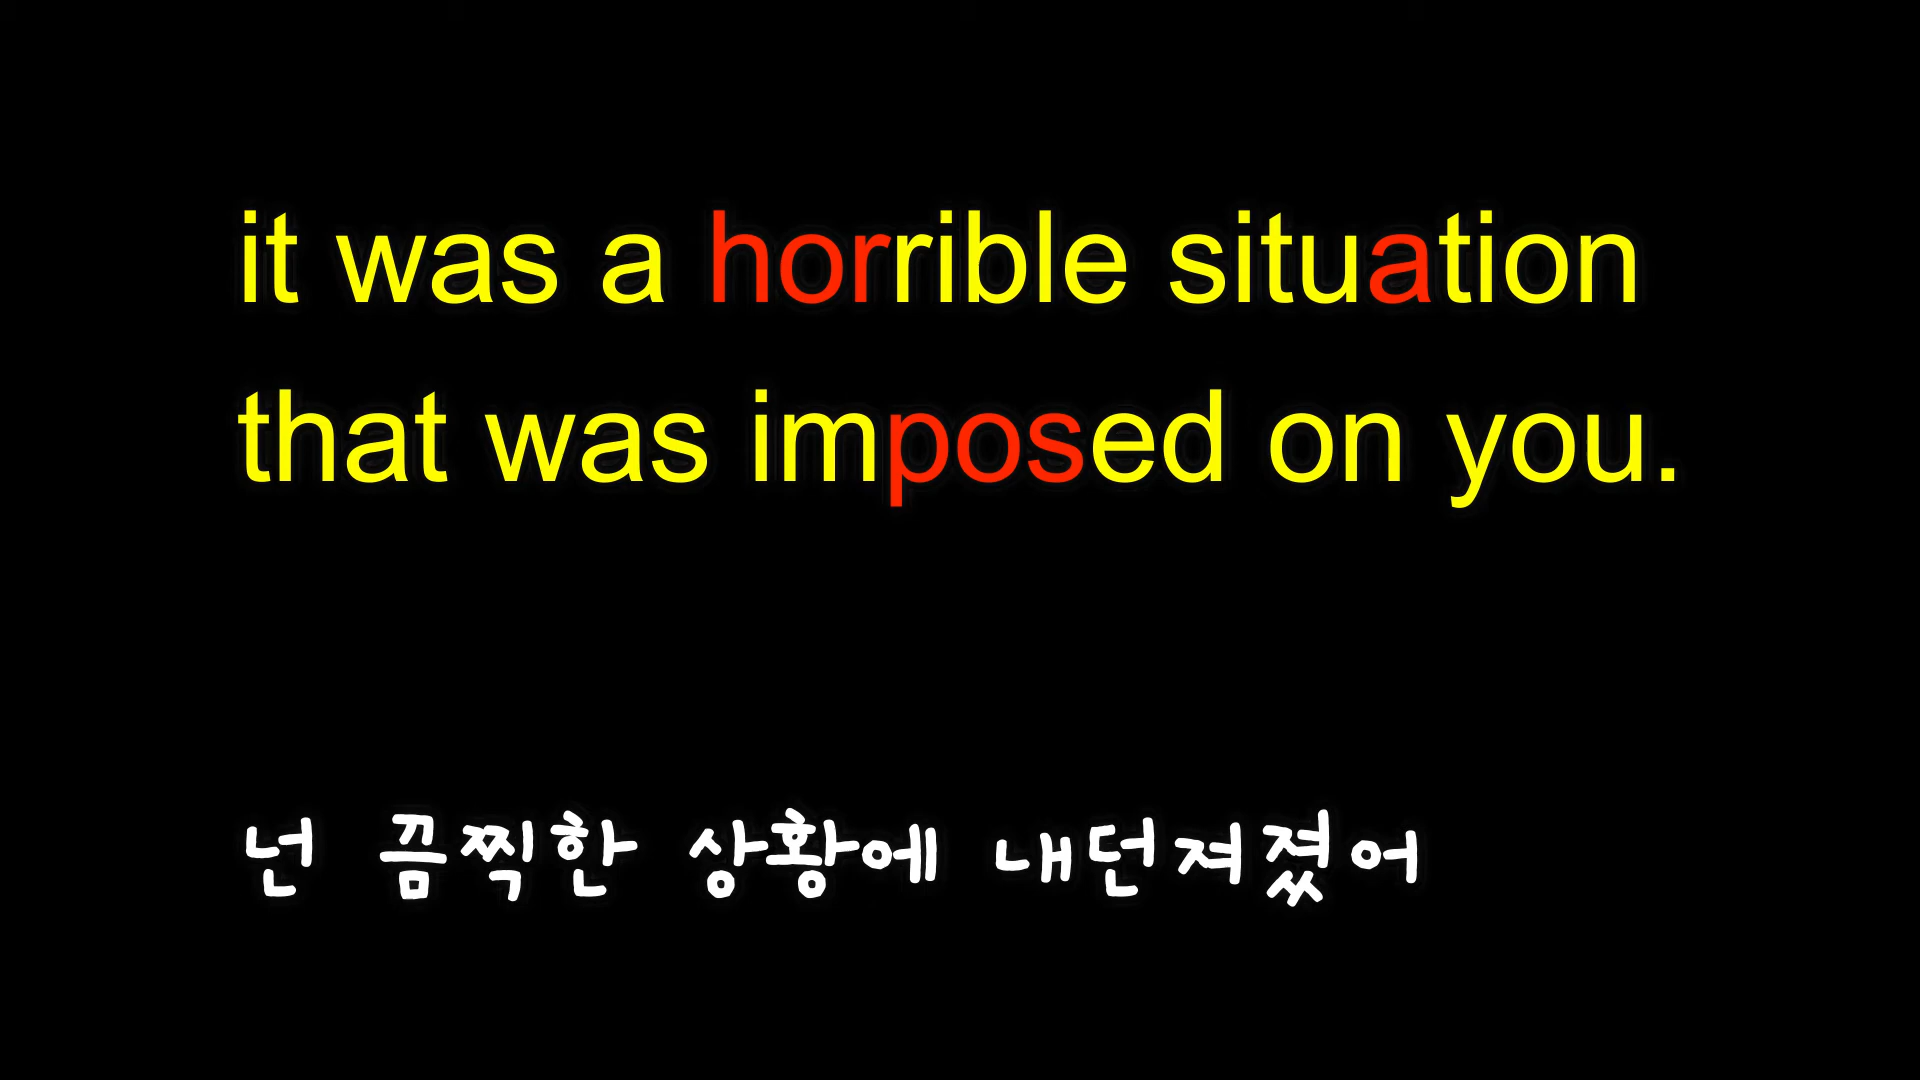 it was a horrible situation
that was imposed on you.
넌 끔찍한 상황에 내던져졌어